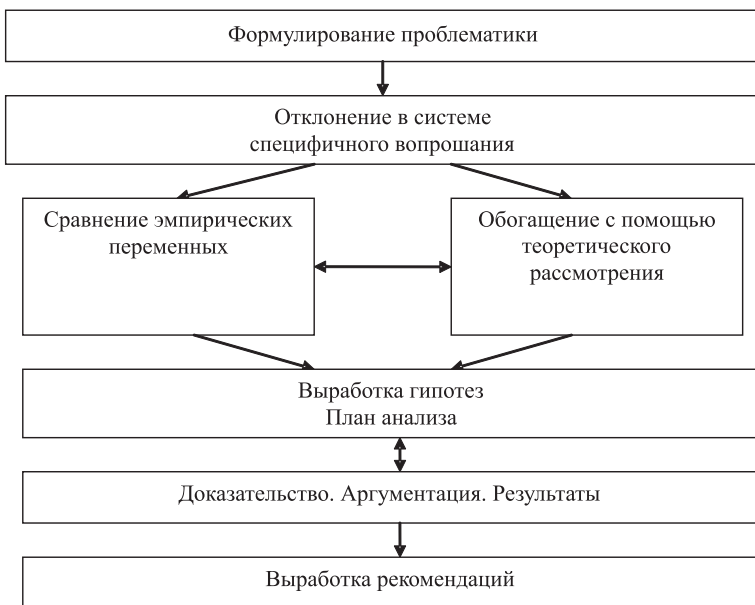 Формулирование проблематики
Отклонение в системе
специфичного вопрошания
Сравнение эмпирических
переменных
Обогащение с помощью
теоретического
рассмотрения
Выработка гипотез
План анализа
Доказательство. Аргументация. Результаты
Выработка рекомендаций